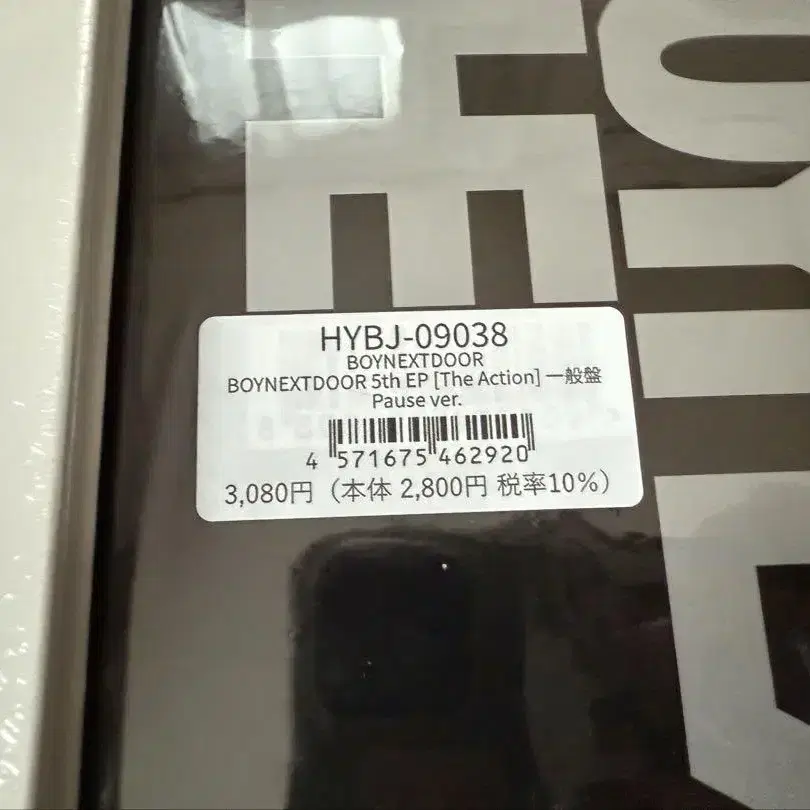 HYBJ-09038
BOYNEXTDOOR
BOYNEXTDOOR 5th EP [The Action] 一般盤
Pause ver.
4 571675 462920
3,080円（本体 2,800円 税率10%）